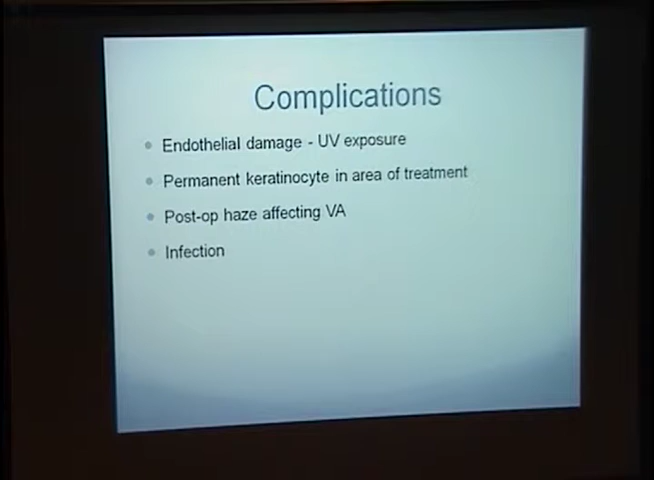 Complications
Endothelial damage - UV exposure
Permanent keratinocyte in area of treatment
Post-op haze affecting VA
Infection